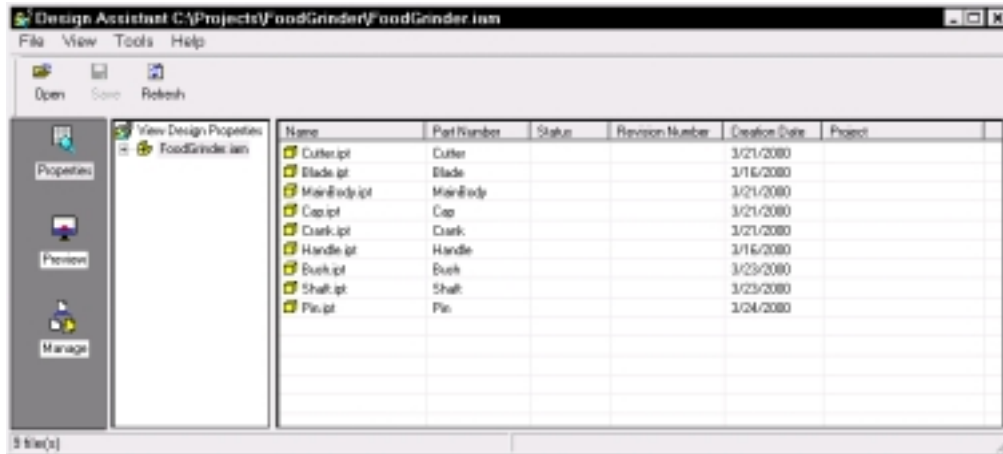 Design Assistant C:\Projects\FoodGrinder\FoodGrinder.iam
File View Tools Help
Open Save Refresh
Properties
Preview
Manage
View Design Properties
FoodGrinder.iam
Name Part Number Status Revision Number Creation Date Project
Cutter.ipt Cutter 3/21/2000
Blade.ipt Blade 3/16/2000
MainBody.ipt MainBody 3/21/2000
Cap.ipt Cap 3/21/2000
Crank.ipt Crank 3/21/2000
Handle.ipt Handle 3/16/2000
Bush.ipt Bush 3/23/2000
Shaft.ipt Shaft 3/23/2000
Pin.ipt Pin 3/24/2000
9 file(s)